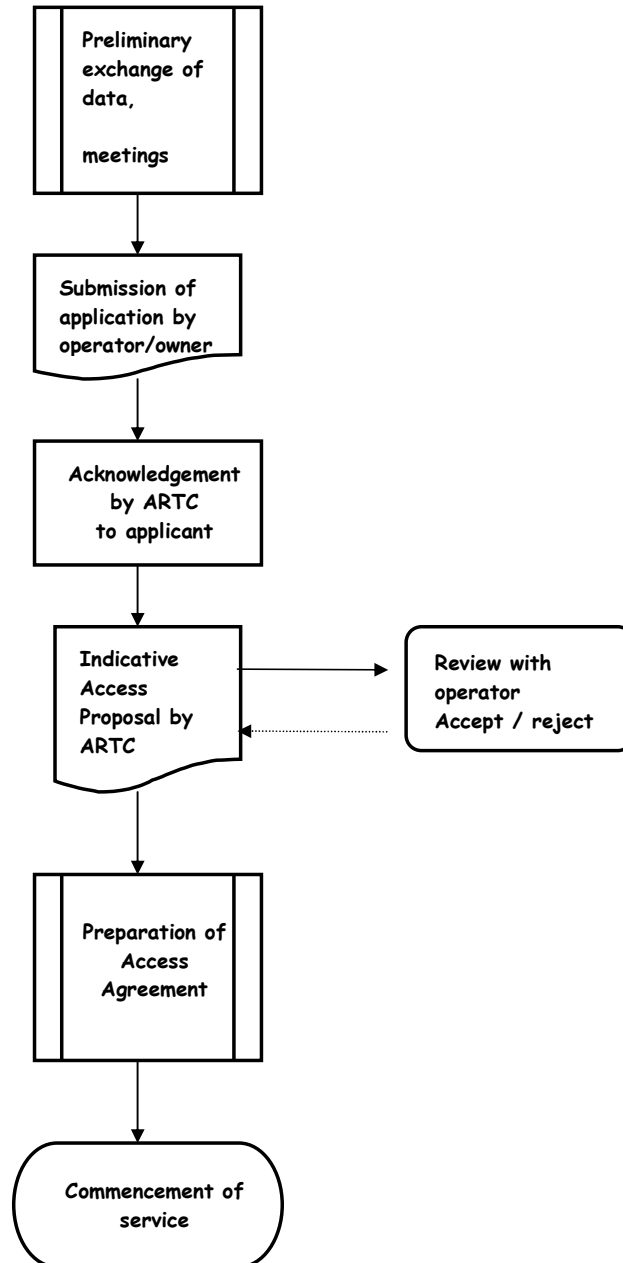 Preliminary
exchange of
data,
meetings
Submission of
application by
operator/owner
Acknowledgement
by ARTC
to applicant
Indicative
Access
Proposal by
ARTC
Review with
operator
Accept / reject
Preparation of
Access
Agreement
Commencement of
service